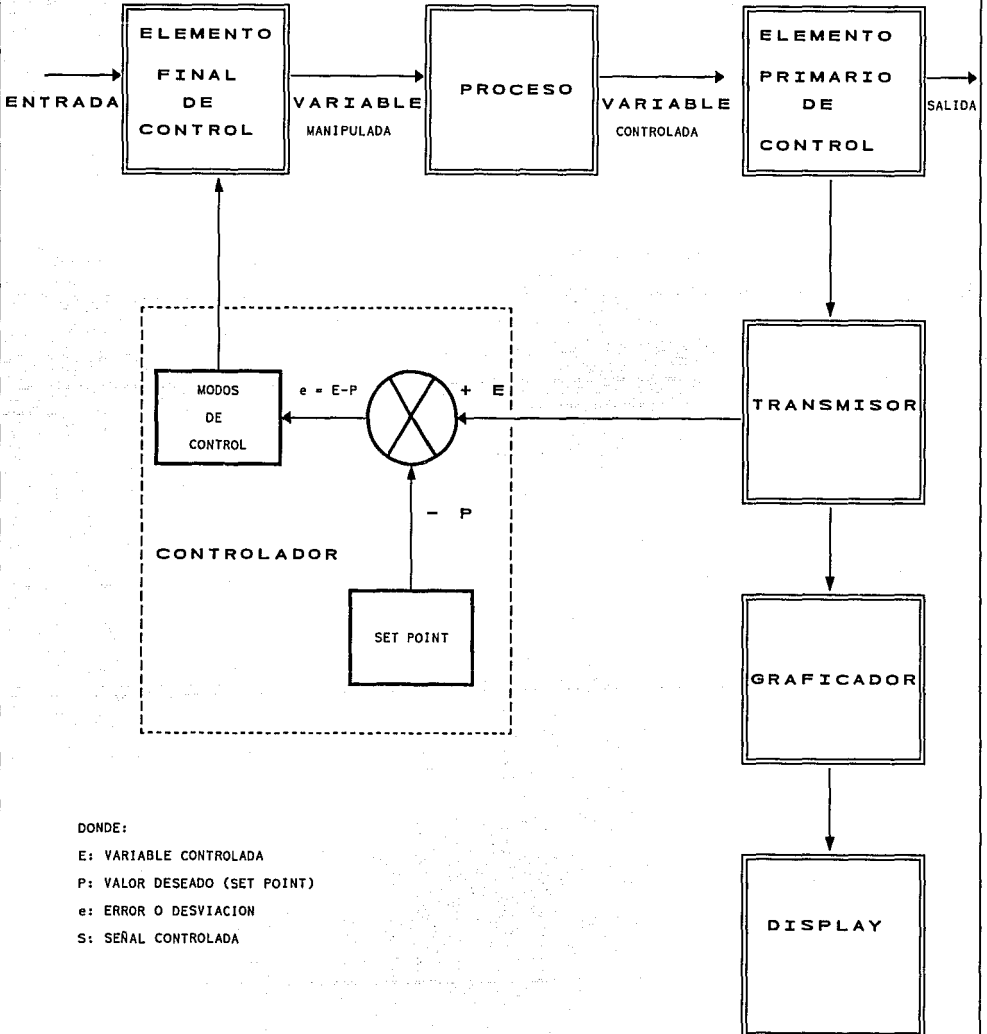 ELEMENTO
FINAL
DE
CONTROL
ENTRADA
VARIABLE
MANIPULADA
PROCESO
VARIABLE
CONTROLADA
ELEMENTO
PRIMARIO
DE
CONTROL
SALIDA
MODOS
DE
CONTROL
e = E-P
+ E
TRANSMISOR
- P
CONTROLADOR
SET POINT
GRAFICADOR
DISPLAY
DONDE:
E: VARIABLE CONTROLADA
P: VALOR DESEADO (SET POINT)
e: ERROR O DESVIACION
S: SEÑAL CONTROLADA